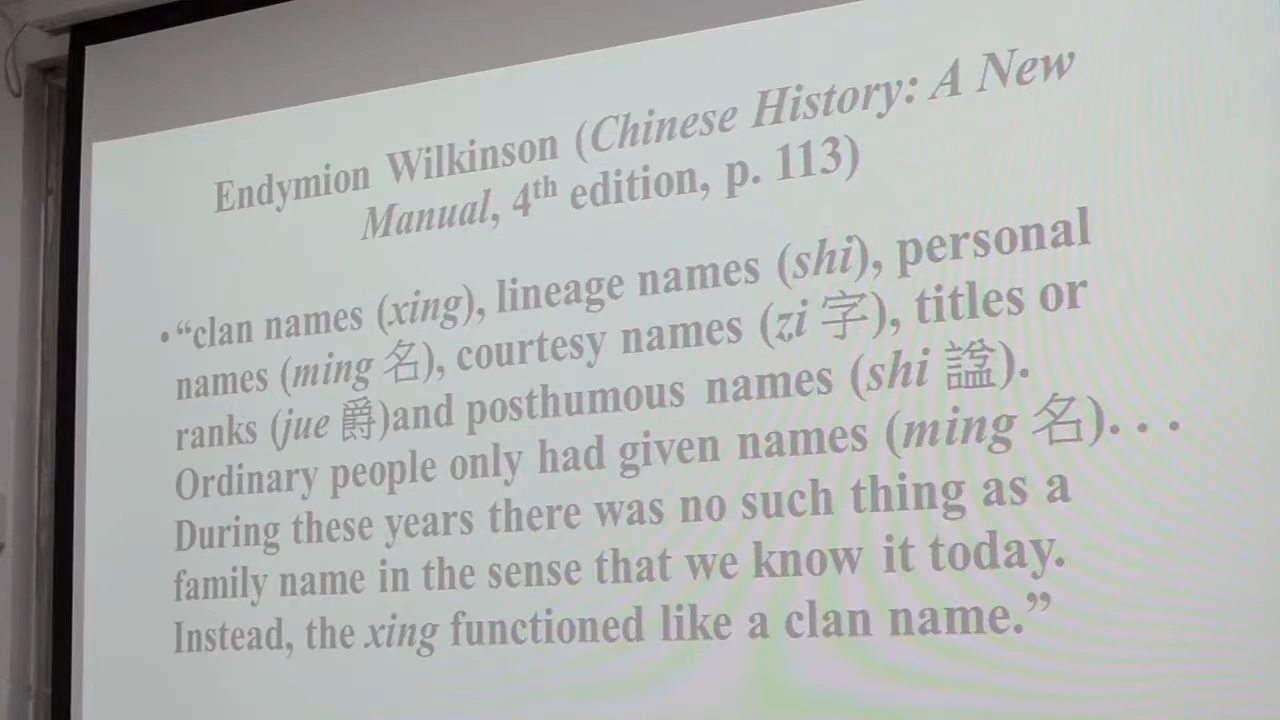 Endymion Wilkinson (Chinese History: A New
Manual, 4th edition, p. 113)
• “clan names (xing), lineage names (shi), personal
names (ming 名), courtesy names (zi 字), titles or
ranks (jue 爵)and posthumous names (shi 諡).
Ordinary people only had given names (ming 名). . .
During these years there was no such thing as a
family name in the sense that we know it today.
Instead, the xing functioned like a clan name.”